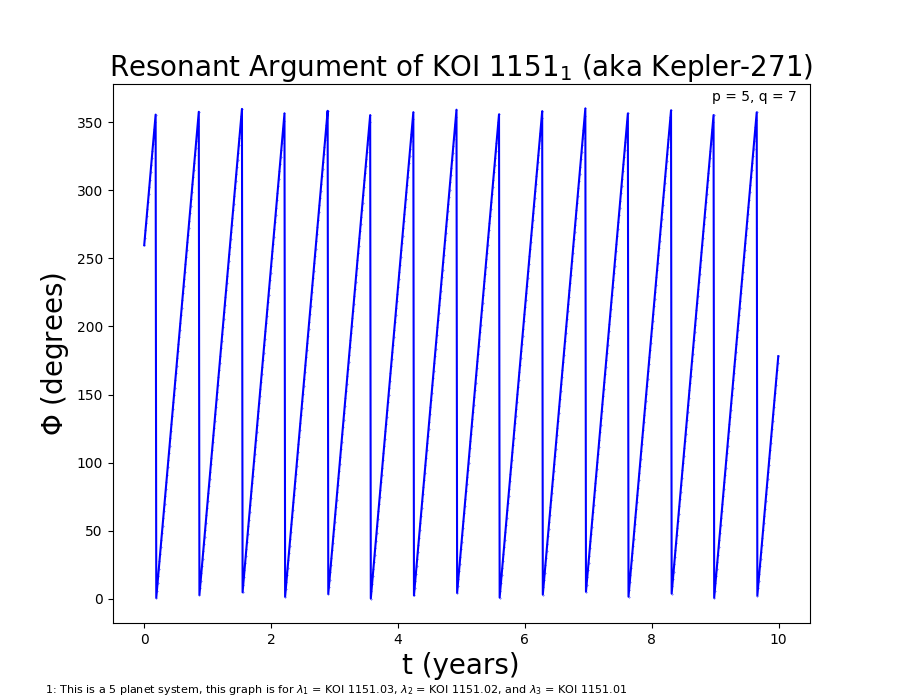 Resonant Argument of KOI 1151₁ (aka Kepler-271)
p = 5, q = 7
350
300
250
200
150
100
50
0
Φ (degrees)
0 2 4 6 8 10
t (years)
1: This is a 5 planet system, this graph is for λ₁ = KOI 1151.03, λ₂ = KOI 1151.02, and λ₃ = KOI 1151.01